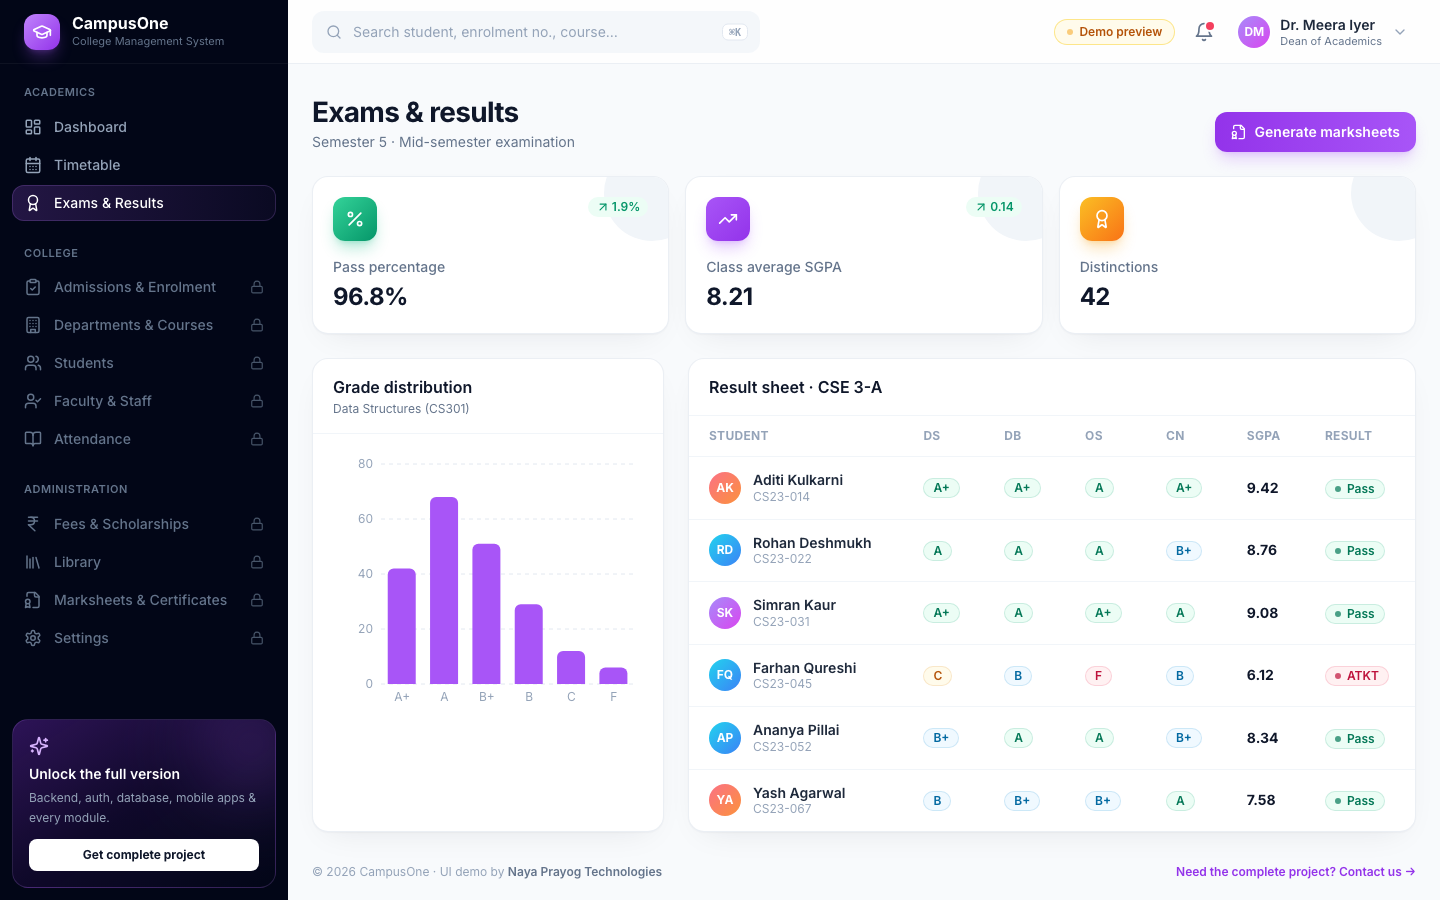 CampusOne
College Management System
ACADEMICS
Dashboard
Timetable
Exams & Results
COLLEGE
Admissions & Enrolment
Departments & Courses
Students
Faculty & Staff
Attendance
ADMINISTRATION
Fees & Scholarships
Library
Marksheets & Certificates
Settings
Unlock the full version
Backend, auth, database, mobile apps &
every module.
Get complete project
Search student, enrolment no., course... ⌘K
Demo preview
DM Dr. Meera Iyer
Dean of Academics
Exams & results
Semester 5 · Mid-semester examination
Generate marksheets
1.9%
Pass percentage
96.8%
0.14
Class average SGPA
8.21
Distinctions
42
Grade distribution
Data Structures (CS301)
80
60
40
20
0
A+ A B+ B C F
Result sheet · CSE 3-A
STUDENT DS DB OS CN SGPA RESULT
AK Aditi Kulkarni A+ A+ A A+ 9.42 Pass
CS23-014
RD Rohan Deshmukh A A A B+ 8.76 Pass
CS23-022
SK Simran Kaur A+ A A+ A 9.08 Pass
CS23-031
FQ Farhan Qureshi C B F B 6.12 ATKT
CS23-045
AP Ananya Pillai B+ A A B+ 8.34 Pass
CS23-052
YA Yash Agarwal B B+ B+ A 7.58 Pass
CS23-067
© 2026 CampusOne · UI demo by Naya Prayog Technologies
Need the complete project? Contact us →